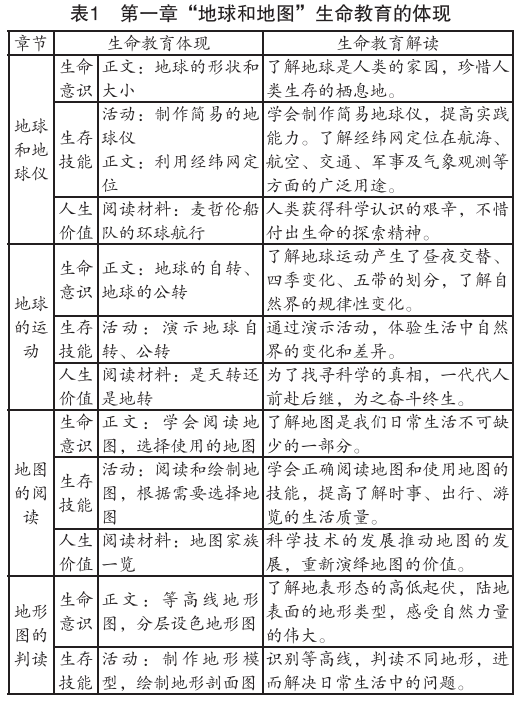 表1 第一章“地球和地图”生命教育的体现
章节 生命教育体现 生命教育解读
地球
和地
球仪
生命
意识
正文：地球的形状和
大小
了解地球是人类的家园，珍惜人
类生存的栖息地。
生存
技能
活动：制作简易的地
球仪
正文：利用经纬网定
位
学会制作简易地球仪，提高实践
能力。了解经纬网定位在航海、
航空、交通、军事及气象观测等
方面的广泛用途。
人生
价值
阅读材料：麦哲伦船
队的环球航行
人类获得科学认识的艰辛，不惜
付出生命的探索精神。
地球
的运
动
生命
意识
正文：地球的自转、
地球的公转
了解地球运动产生了昼夜交替、
四季变化、五带的划分，了解自
然界的规律性变化。
生存
技能
活动：演示地球自
转、公转
通过演示活动，体验生活中自然
界的变化和差异。
人生
价值
阅读材料：是天转还
是地转
为了找寻科学的真相，一代代人
前赴后继，为之奋斗终生。
地图
的阅
读
生命
意识
正文：学会阅读地
图，选择使用的地图
了解地图是我们日常生活不可缺
少的一部分。
生存
技能
活动：阅读和绘制地
图，根据需要选择地
图
学会正确阅读地图和使用地图的
技能，提高了解时事、出行、游
览的生活质量。
人生
价值
阅读材料：地图家族
一览
科学技术的发展推动地图的发
展，重新演绎地图的价值。
地形
图的
判读
生命
意识
正文：等高线地形
图，分层设色地形图
了解地表形态的高低起伏，陆地
表面的地形类型，感受自然力量
的伟大。
生存
技能
活动：制作地形模
型，绘制地形剖面图
识别等高线，判读不同地形，进
而解决日常生活中的问题。